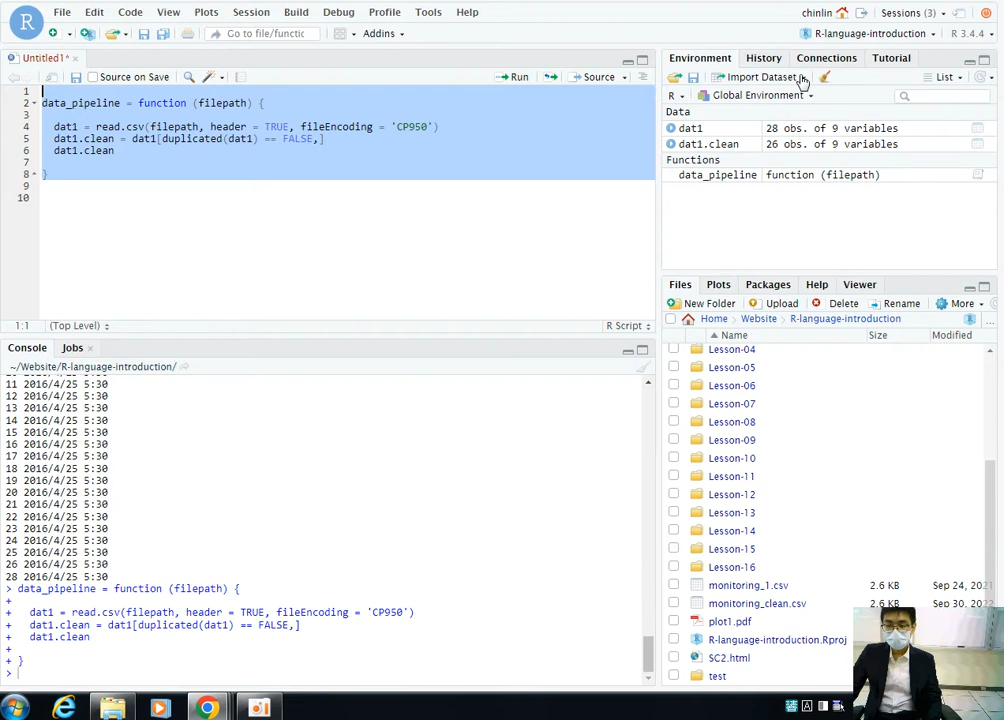 File Edit Code View Plots Session Build Debug Profile Tools Help
chinlin Sessions (3)
Go to file/functic Addins
R-language-introduction R 3.4.4
Untitled1*
Source on Save Run Source
1
2 data_pipeline = function (filepath) {
3
4 dat1 = read.csv(filepath, header = TRUE, fileEncoding = 'CP950')
5 dat1.clean = dat1[duplicated(dat1) == FALSE,]
6 dat1.clean
7
8 }
9
10
1:1 (Top Level) R Script
Console Jobs
~/Website/R-language-introduction/
11 2016/4/25 5:30
12 2016/4/25 5:30
13 2016/4/25 5:30
14 2016/4/25 5:30
15 2016/4/25 5:30
16 2016/4/25 5:30
17 2016/4/25 5:30
18 2016/4/25 5:30
19 2016/4/25 5:30
20 2016/4/25 5:30
21 2016/4/25 5:30
22 2016/4/25 5:30
23 2016/4/25 5:30
24 2016/4/25 5:30
25 2016/4/25 5:30
26 2016/4/25 5:30
28 2016/4/25 5:30
> data_pipeline = function (filepath) {
+
+ dat1 = read.csv(filepath, header = TRUE, fileEncoding = 'CP950')
+ dat1.clean = dat1[duplicated(dat1) == FALSE,]
+ dat1.clean
+
+ }
>
Environment History Connections Tutorial
Import Dataset List
R Global Environment
Data
dat1 28 obs. of 9 variables
dat1.clean 26 obs. of 9 variables
Functions
data_pipeline function (filepath)
Files Plots Packages Help Viewer
New Folder Upload Delete Rename More
Home Website R-language-introduction ...
Name Size Modified
Lesson-04
Lesson-05
Lesson-06
Lesson-07
Lesson-08
Lesson-09
Lesson-10
Lesson-11
Lesson-12
Lesson-13
Lesson-14
Lesson-15
Lesson-16
monitoring_1.csv 2.6 KB Sep 24, 2021
monitoring_clean.csv 2.6 KB Sep 30, 2022
plot1.pdf
R-language-introduction.Rproj
SC2.html
test